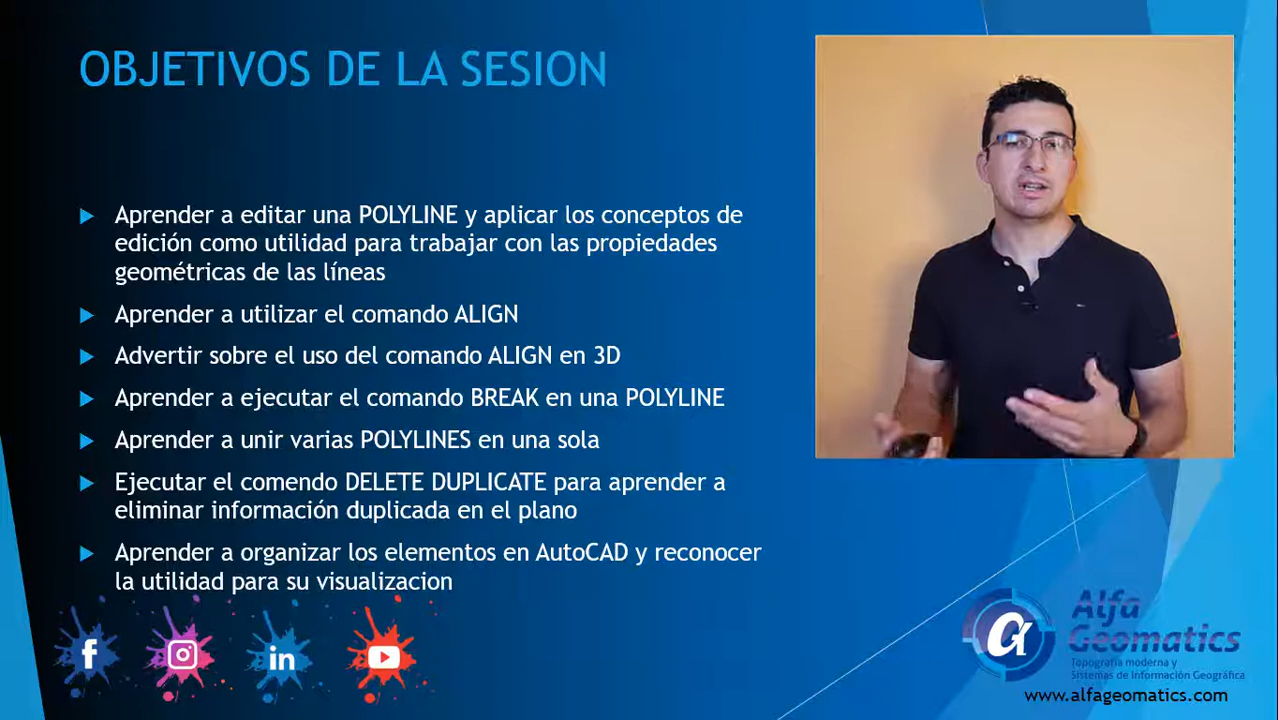 OBJETIVOS DE LA SESION
Aprender a editar una POLYLINE y aplicar los conceptos de
edición como utilidad para trabajar con las propiedades
geométricas de las líneas
Aprender a utilizar el comando ALIGN
Advertir sobre el uso del comando ALIGN en 3D
Aprender a ejecutar el comando BREAK en una POLYLINE
Aprender a unir varias POLYLINES en una sola
Ejecutar el comendo DELETE DUPLICATE para aprender a
eliminar información duplicada en el plano
Aprender a organizar los elementos en AutoCAD y reconocer
la utilidad para su visualizacion
Alfa
Geomatics
Topografía moderna y
Sistemas de Información Geográfica
www.alfageomatics.com